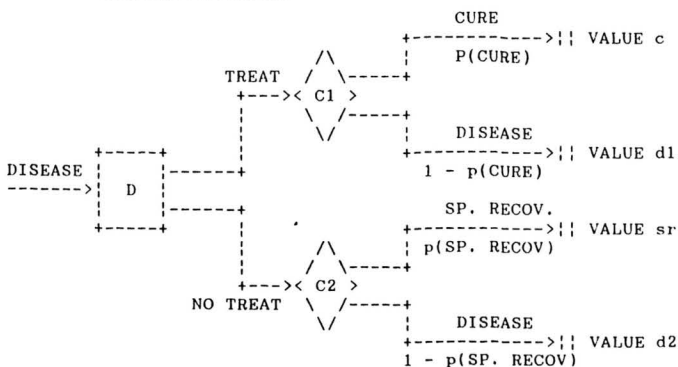 CURE
VALUE c
P(CURE)
TREAT
C1
DISEASE
VALUE d1
1 - p(CURE)
DISEASE
D
SP. RECOV.
VALUE sr
p(SP. RECOV)
C2
NO TREAT
DISEASE
VALUE d2
1 - p(SP. RECOV)